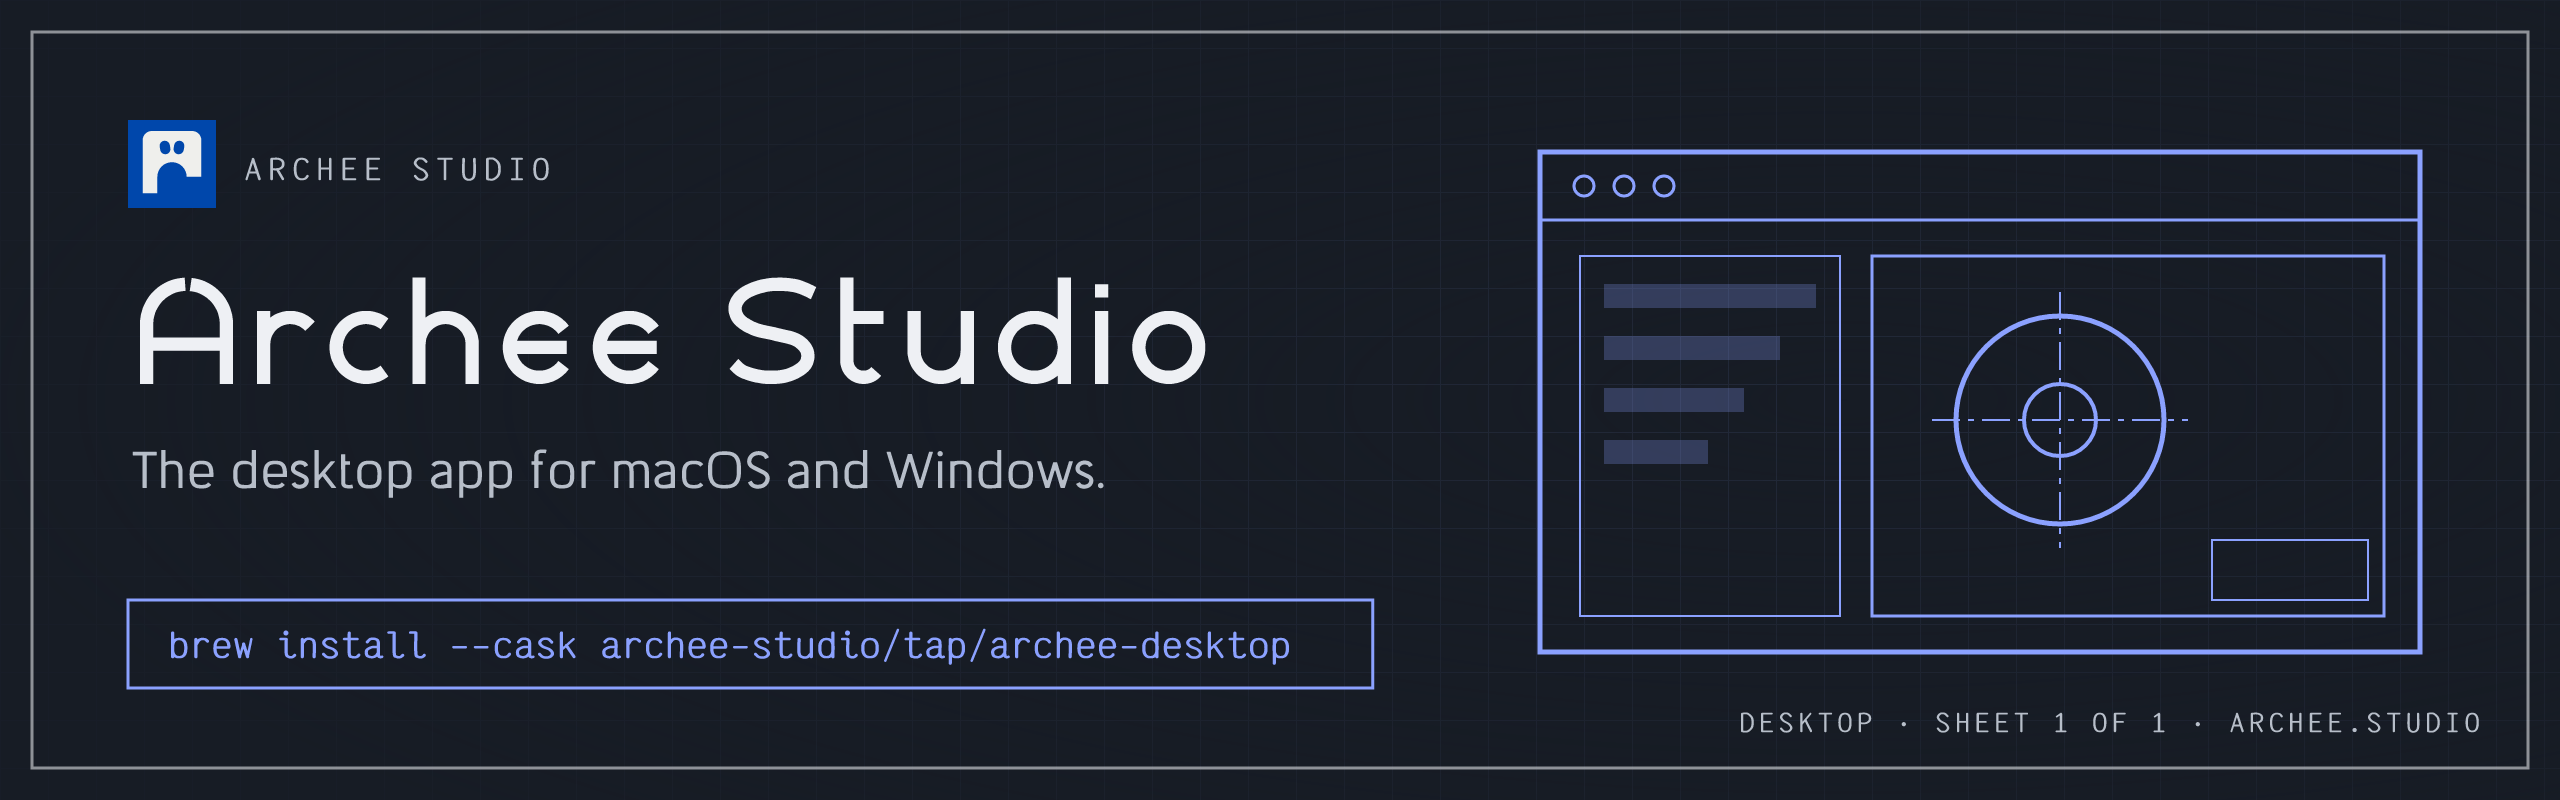 ARCHEE STUDIO
Archee Studio
The desktop app for macOS and Windows.
brew install --cask archee-studio/tap/archee-desktop
DESKTOP · SHEET 1 OF 1 · ARCHEE.STUDIO